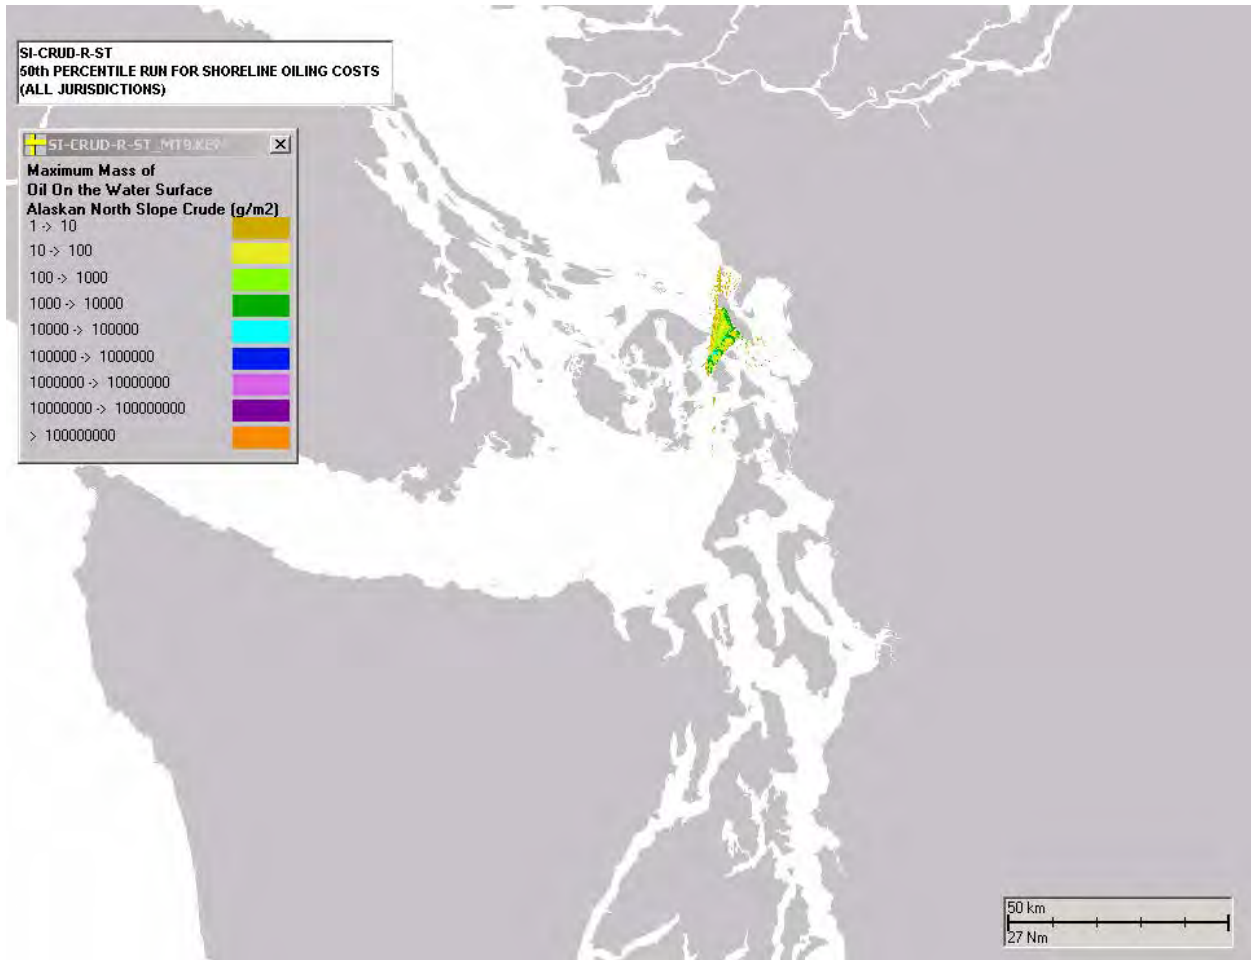 SI-CRUD-R-ST
50th PERCENTILE RUN FOR SHORELINE OILING COSTS
(ALL JURISDICTIONS)
Maximum Mass of
Oil On the Water Surface
Alaskan North Slope Crude (g/m2)
1 -> 10
10 -> 100
100 -> 1000
1000 -> 10000
10000 -> 100000
100000 -> 1000000
1000000 -> 10000000
10000000 -> 100000000
> 100000000
50 km
27 Nm